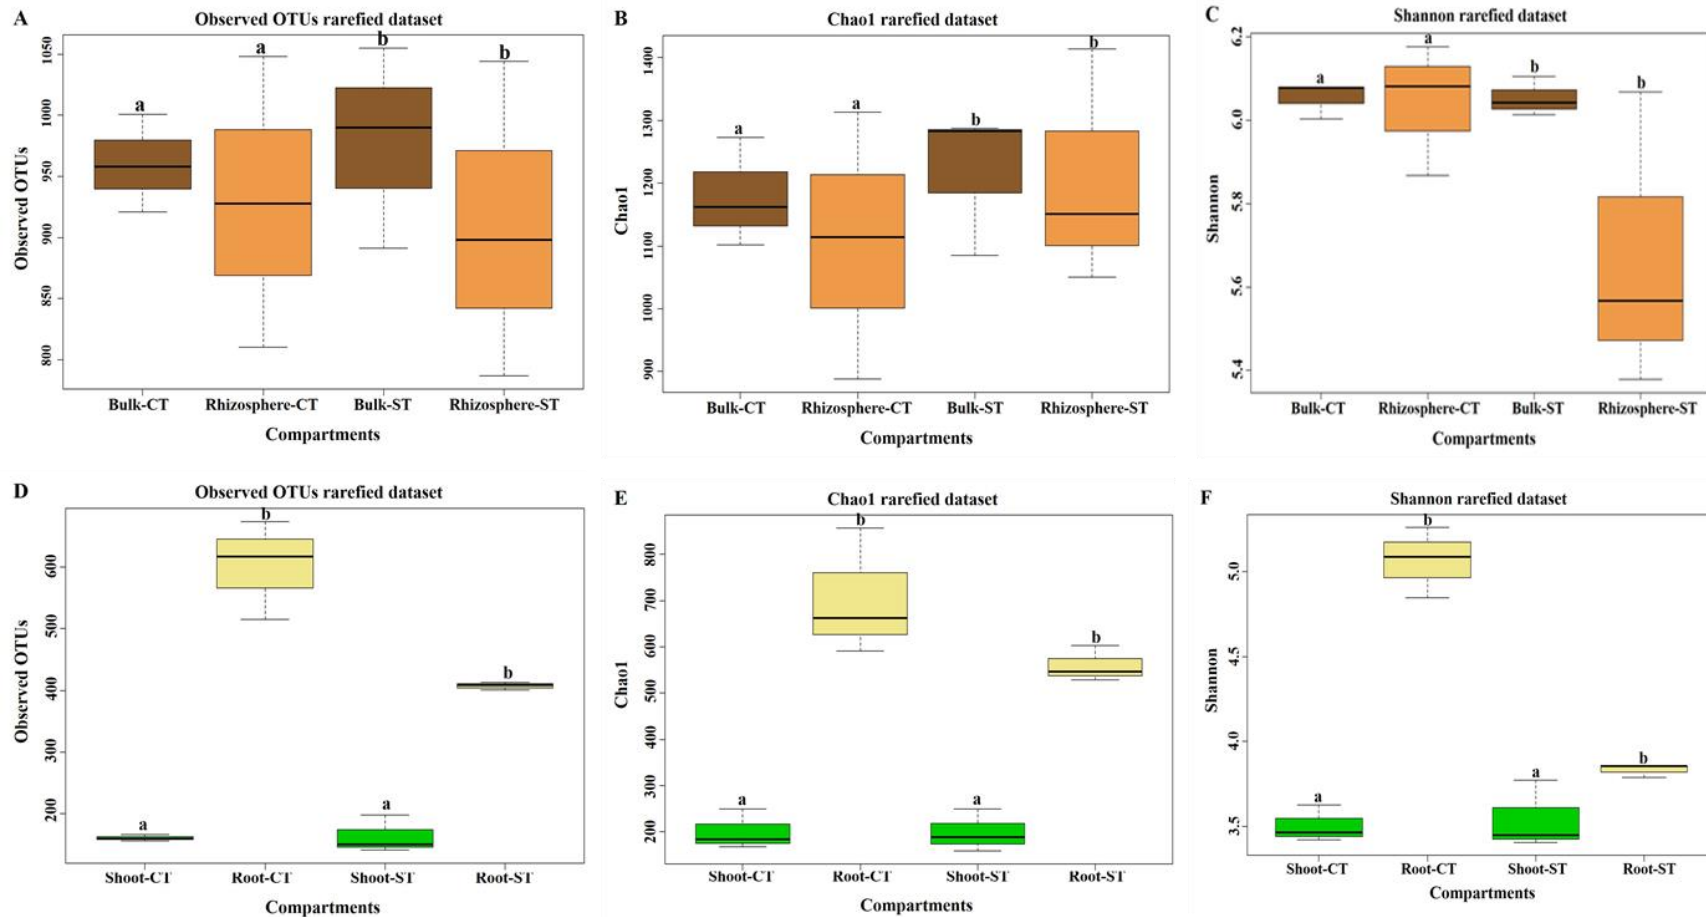 A
Observed OTUs rarefied dataset
Observed OTUs
1050
1000
950
900
850
800
a
a
b
b
Bulk-CT Rhizosphere-CT Bulk-ST Rhizosphere-ST
Compartments
B
Chao1 rarefied dataset
Chao1
1400
1300
1200
1100
1000
900
a
a
b
b
Bulk-CT Rhizosphere-CT Bulk-ST Rhizosphere-ST
Compartments
C
Shannon rarefied dataset
Shannon
6.2
6.0
5.8
5.6
5.4
a
a
b
b
Bulk-CT Rhizosphere-CT Bulk-ST Rhizosphere-ST
Compartments
D
Observed OTUs rarefied dataset
Observed OTUs
600
500
400
300
200
a
b
a
b
Shoot-CT Root-CT Shoot-ST Root-ST
Compartments
E
Chao1 rarefied dataset
Chao1
800
700
600
500
400
300
200
a
b
a
b
Shoot-CT Root-CT Shoot-ST Root-ST
Compartments
F
Shannon rarefied dataset
Shannon
5.0
4.5
4.0
3.5
a
b
a
b
Shoot-CT Root-CT Shoot-ST Root-ST
Compartments